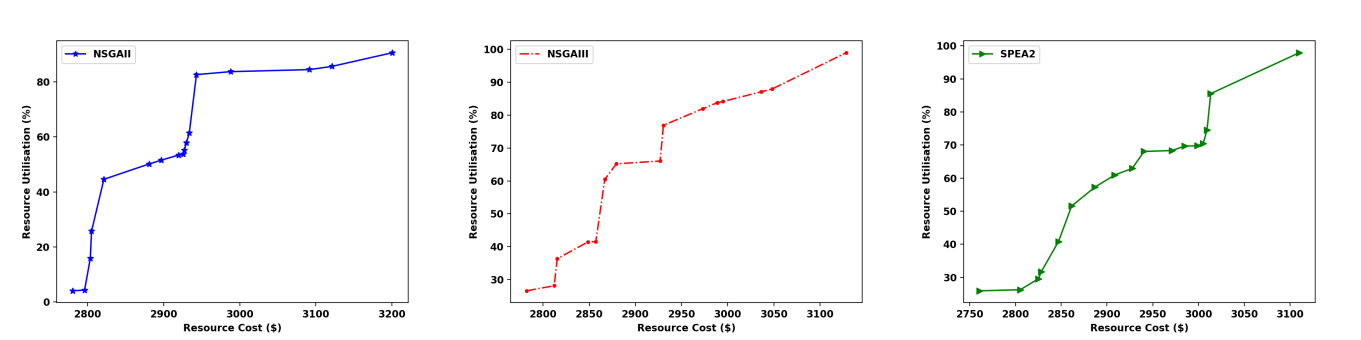 NSGAII
Resource Utilisation (%)
80
60
40
20
0
2800 2900 3000 3100 3200
Resource Cost ($)
NSGAIII
Resource Utilisation (%)
100
90
80
70
60
50
40
30
2800 2850 2900 2950 3000 3050 3100
Resource Cost ($)
SPEA2
Resource Utilisation (%)
100
90
80
70
60
50
40
30
2750 2800 2850 2900 2950 3000 3050 3100
Resource Cost ($)